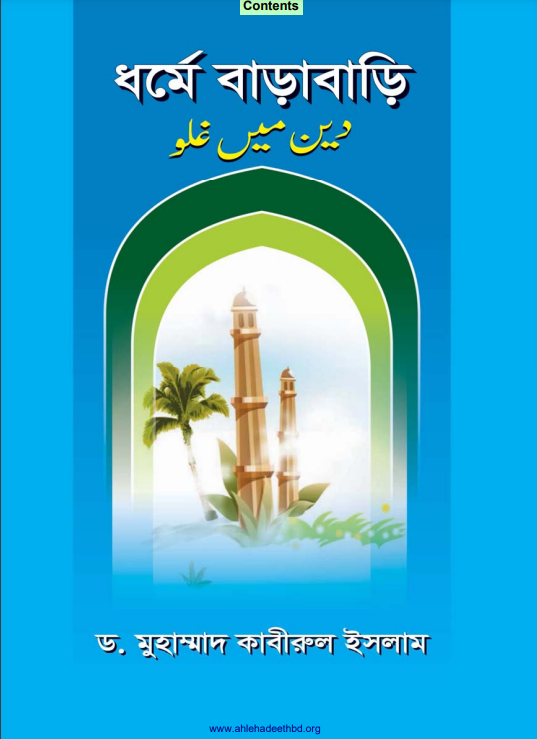 Contents
ধর্মে বাড়াবাড়ি
دین میں غلو
ড. মুহাম্মাদ কাবীরুল ইসলাম
www.ahlehadeethbd.org